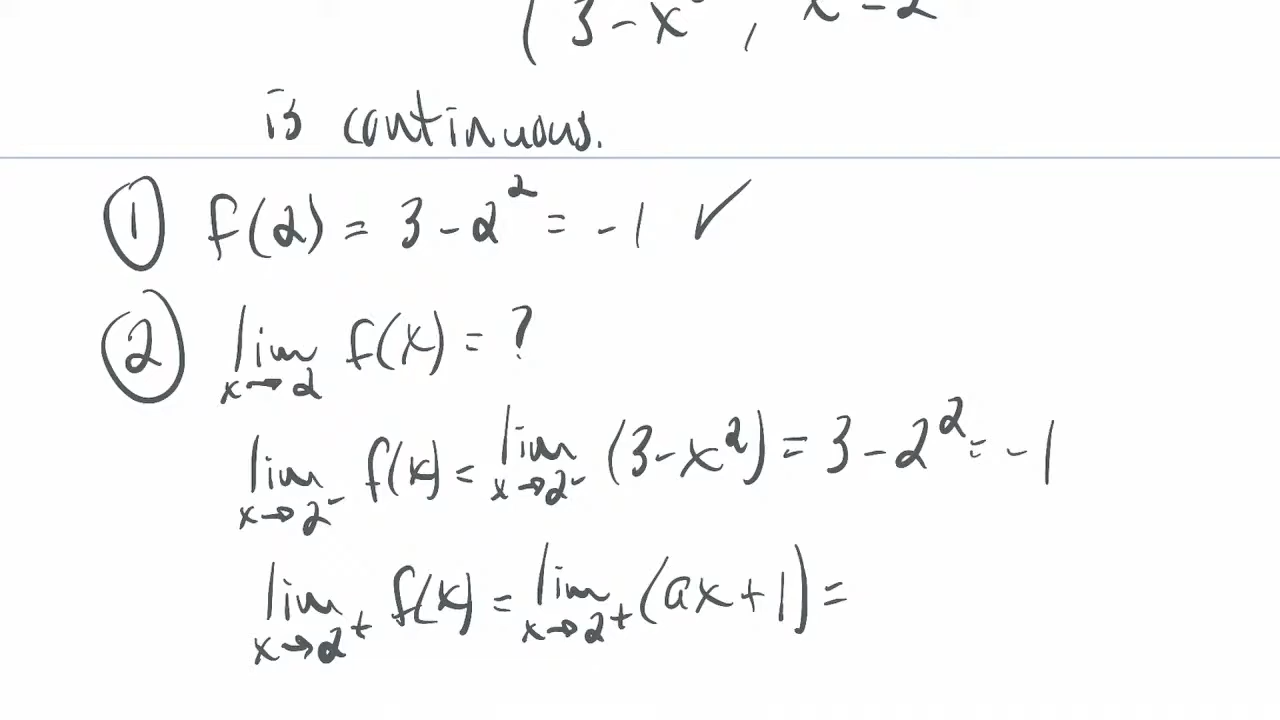 (3-x² , x=2
is continuous.
① f(2) = 3-2² = -1 ✓
② lim x→2 f(x) = ?
lim x→2⁻ f(x) = lim x→2⁻ (3-x²) = 3-2² = -1
lim x→2⁺ f(x) = lim x→2⁺ (ax+1) =